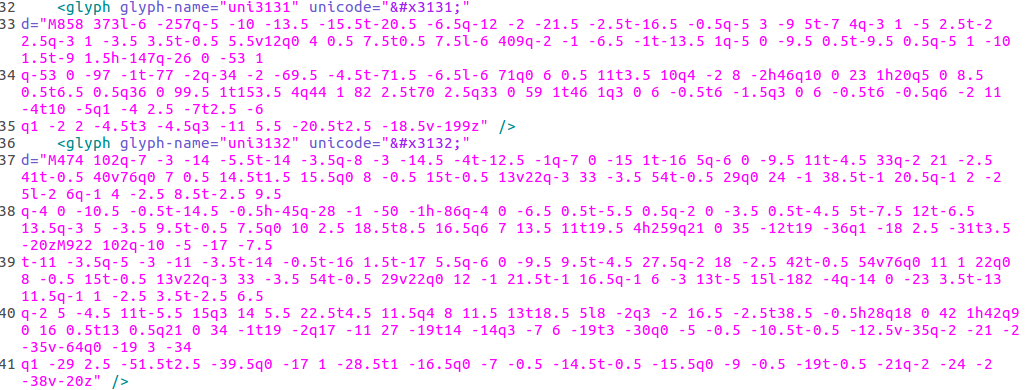 32 <glyph glyph-name="uni3131" unicode="&#x3131;"
33 d="M858 373l-6 -257q-5 -10 -13.5 -15.5t-20.5 -6.5q-12 -2 -21.5 -2.5t-16.5 -0.5q-5 3 -9 5t-7 4q-3 1 -5 2.5t-2
2.5q-3 1 -3.5 3.5t-0.5 5.5v12q0 4 0.5 7.5t0.5 7.5l-6 409q-2 -1 -6.5 -1t-13.5 1q-5 0 -9.5 0.5t-9.5 0.5q-5 1 -10
1.5t-9 1.5h-147q-26 0 -53 1
34 q-53 0 -97 -1t-77 -2q-34 -2 -69.5 -4.5t-71.5 -6.5l-6 71q0 6 0.5 11t3.5 10q4 -2 8 -2h46q10 0 23 1h20q5 0 8.5
0.5t6.5 0.5q36 0 99.5 1t153.5 4q44 1 82 2.5t70 2.5q33 0 59 1t46 1q3 0 6 -0.5t6 -1.5q3 0 6 -0.5t6 -0.5q6 -2 11
-4t10 -5q1 -4 2.5 -7t2.5 -6
35 q1 -2 2 -4.5t3 -4.5q3 -11 5.5 -20.5t2.5 -18.5v-199z" />
36 <glyph glyph-name="uni3132" unicode="&#x3132;"
37 d="M474 102q-7 -3 -14 -5.5t-14 -3.5q-8 -3 -14.5 -4t-12.5 -1q-7 0 -15 1t-16 5q-6 0 -9.5 11t-4.5 33q-2 21 -2.5
41t-0.5 40v76q0 7 0.5 14.5t1.5 15.5q0 8 -0.5 15t-0.5 13v22q-3 33 -3.5 54t-0.5 29q0 24 -1 38.5t-1 20.5q-1 2 -2
5l-2 6q-1 4 -2.5 8.5t-2.5 9.5
38 q-4 0 -10.5 -0.5t-14.5 -0.5h-45q-28 -1 -50 -1h-86q-4 0 -6.5 0.5t-5.5 0.5q-2 0 -3.5 0.5t-4.5 5t-7.5 12t-6.5
13.5q-3 5 -3.5 9.5t-0.5 7.5q0 10 2.5 18.5t8.5 16.5q6 7 13.5 11t19.5 4h259q21 0 35 -12t19 -36q1 -18 2.5 -31t3.5
-20zM922 102q-10 -5 -17 -7.5
39 t-11 -3.5q-5 -3 -11 -3.5t-14 -0.5t-16 1.5t-17 5.5q-6 0 -9.5 9.5t-4.5 27.5q-2 18 -2.5 42t-0.5 54v76q0 11 1 22q0
8 -0.5 15t-0.5 13v22q-3 33 -3.5 54t-0.5 29v22q0 12 -1 21.5t-1 16.5q-1 6 -3 13t-5 15l-182 -4q-14 0 -23 3.5t-13
11.5q-1 1 -2.5 3.5t-2.5 6.5
40 q-2 5 -4.5 11t-5.5 15q3 14 5.5 22.5t4.5 11.5q4 8 11.5 13t18.5 5l8 -2q3 -2 16.5 -2.5t38.5 -0.5h28q18 0 42 1h42q9
0 16 0.5t13 0.5q21 0 34 -1t19 -2q17 -11 27 -19t14 -14q3 -7 6 -19t3 -30q0 -5 -0.5 -10.5t-0.5 -12.5v-35q-2 -21 -2
-35v-64q0 -19 3 -34
41 q1 -29 2.5 -51.5t2.5 -39.5q0 -17 1 -28.5t1 -16.5q0 -7 -0.5 -14.5t-0.5 -15.5q0 -9 -0.5 -19t-0.5 -21q-2 -24 -2
-38v-20z" />